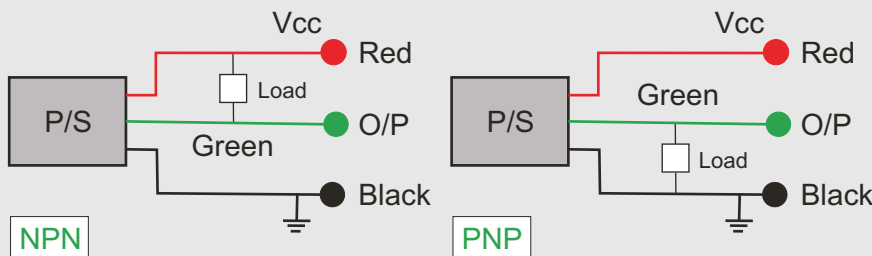 Vcc
Red
Load
P/S
O/P
Green
Black
NPN
Vcc
Red
Green
P/S
O/P
Load
Black
PNP